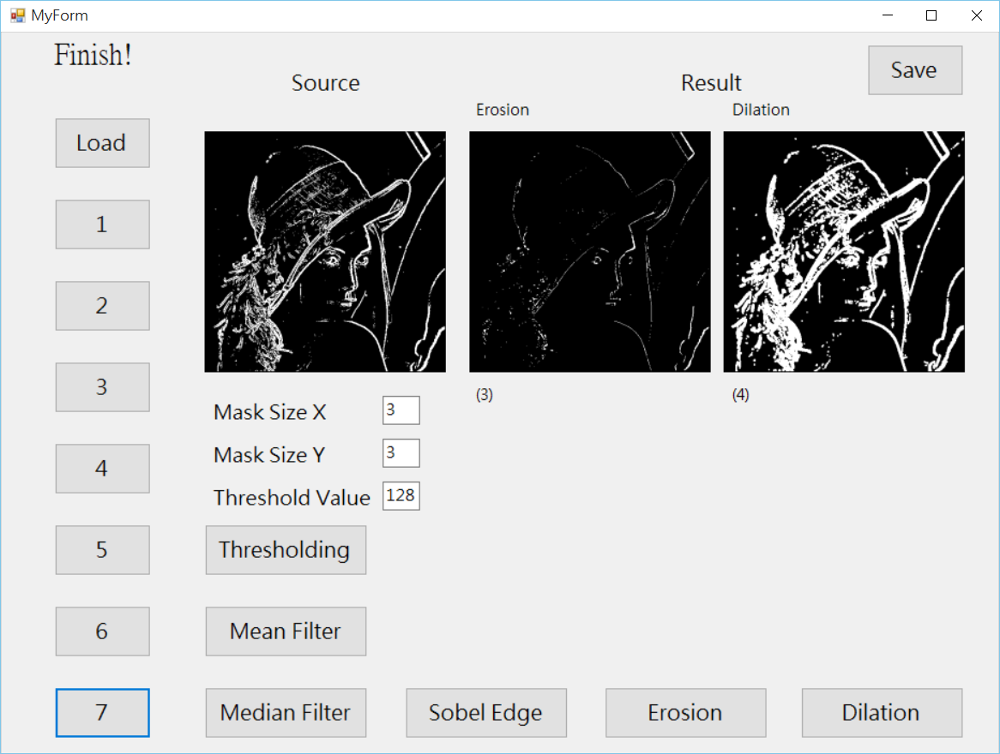 MyForm
Finish!
Source
Result
Save
Erosion
Dilation
Load
1
2
3
4
5
6
7
(3)
(4)
Mask Size X 3
Mask Size Y 3
Threshold Value 128
Thresholding
Mean Filter
Median Filter
Sobel Edge
Erosion
Dilation